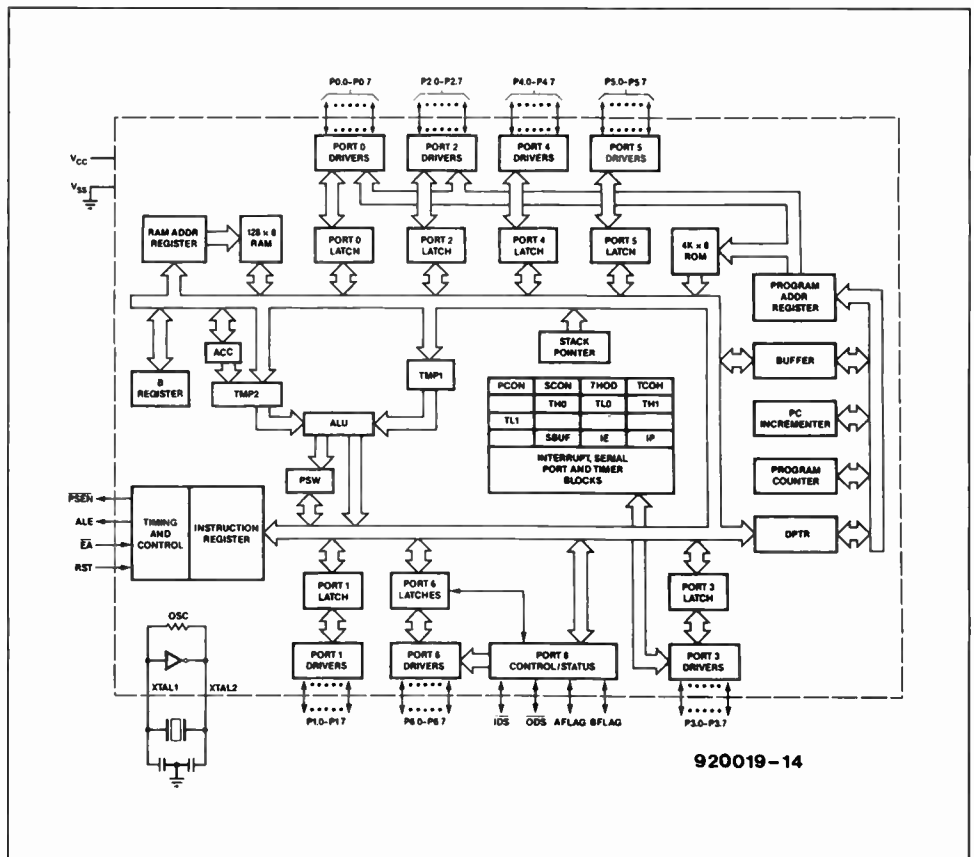 P0.0–P0 7
P2 0–P2.7
P4.0–P4 7
P5.0–P5 7
PORT 0
DRIVERS
PORT 2
DRIVERS
PORT 4
DRIVERS
PORT 5
DRIVERS
VCC
VSS
RAM ADDR
REGISTER
128 x 8
RAM
PORT 0
LATCH
PORT 2
LATCH
PORT 4
LATCH
PORT 5
LATCH
4K x 8
ROM
PROGRAM
ADDR
REGISTER
B
REGISTER
ACC
TMP2
TMP1
ALU
PSW
STACK
POINTER
BUFFER
PC
INCREMENTER
PROGRAM
COUNTER
DPTR
PCON SCON 7HOD TCOH
TH0 TL0 TH1
TL1
SBUF IE IP
INTERRUPT, SERIAL
PORT AND TIMER
BLOCKS
PSEN
ALE
EA
RST
TIMING
AND
CONTROL
INSTRUCTION
REGISTER
PORT 1
LATCH
PORT 6
LATCHES
PORT 3
LATCH
OSC
XTAL1
XTAL2
PORT 1
DRIVERS
PORT 6
DRIVERS
PORT 6
CONTROL/STATUS
PORT 3
DRIVERS
P1.0–P1 7
P6 0–P6.7
IDS
ODS
AFLAG
BFLAG
P3.0–P3.7
920019–14